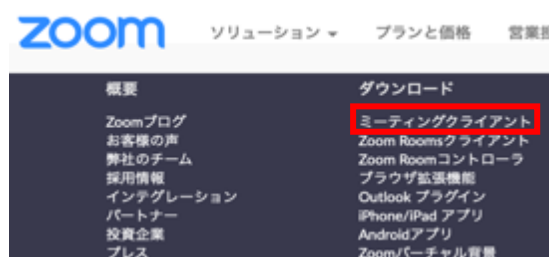 zoom
ソリューション プランと価格 営業担
概要
Zoomブログ
お客様の声
弊社のチーム
採用情報
インテグレーション
パートナー
投資企業
プレス
ダウンロード
ミーティングクライアント
Zoom Roomsクライアント
Zoom Roomコントローラ
ブラウザ拡張機能
Outlook プラグイン
iPhone/iPad アプリ
Androidアプリ
Zoomバーチャル背景